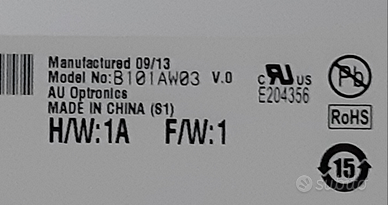 Manufactured 09/13
Model No:B101AW03 V.0
AU Optronics
MADE IN CHINA (S1)
H/W:1A F/W:1
c RU US
E204356
Pb
RoHS
15
subito